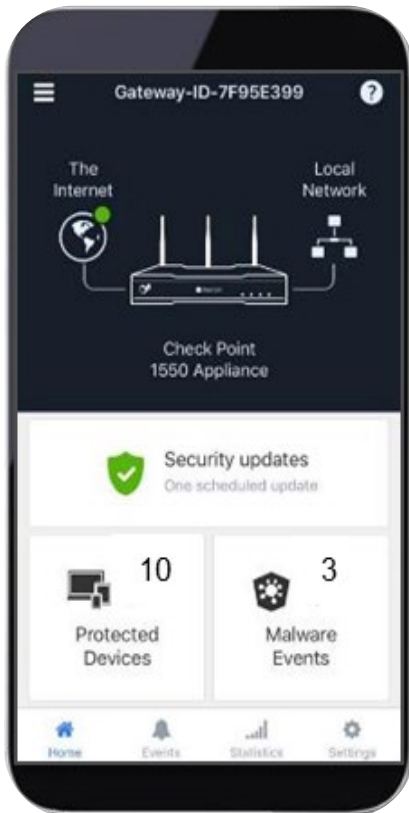 Gateway-ID-7F95E399
?
The
Internet
Local
Network
Check Point
1550 Appliance
Security updates
One scheduled update
10
Protected
Devices
3
Malware
Events
Home
Events
Statistics
Settings